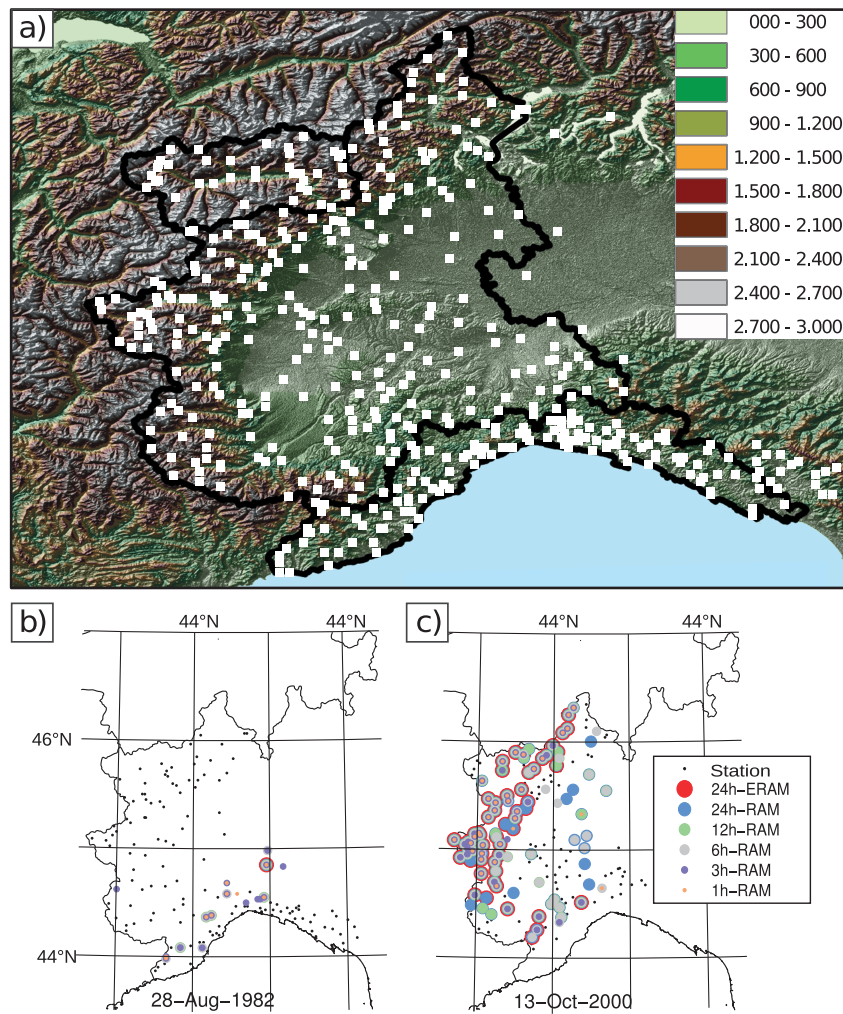 a)
000 - 300
300 - 600
600 - 900
900 - 1.200
1.200 - 1.500
1.500 - 1.800
1.800 - 2.100
2.100 - 2.400
2.400 - 2.700
2.700 - 3.000
b)
44°N
44°N
46°N
44°N
28-Aug-1982
c)
44°N
44°N
13-Oct-2000
Station
24h-ERAM
24h-RAM
12h-RAM
6h-RAM
3h-RAM
1h-RAM